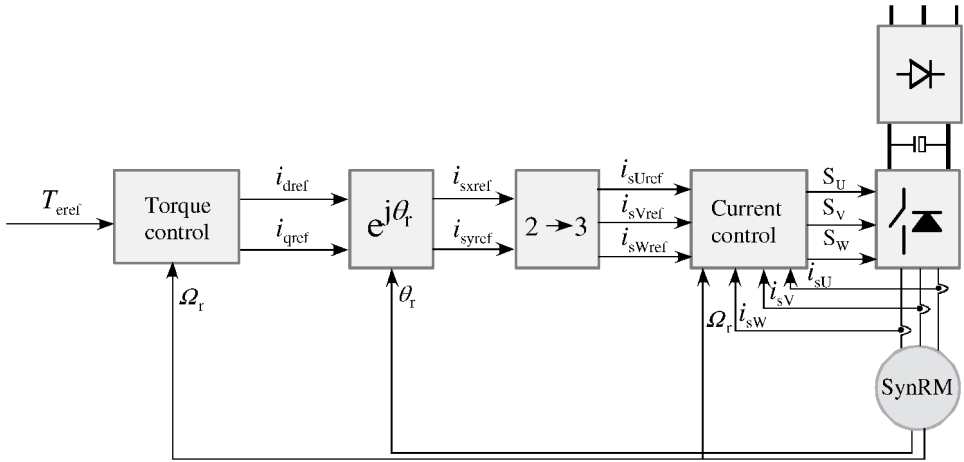 T_eref
Torque control
i_dref
i_qref
e^jθ_r
i_sxref
i_syref
2 → 3
i_sUref
i_sVref
i_sWref
Current control
S_U
S_V
S_W
i_sU
i_sV
i_sW
Ω_r
θ_r
Ω_r
SynRM